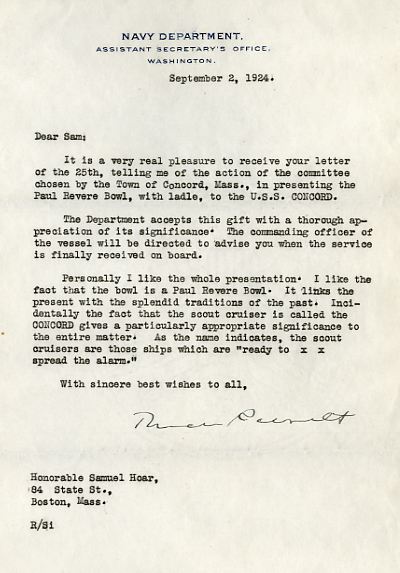 NAVY DEPARTMENT,
ASSISTANT SECRETARY'S OFFICE,
WASHINGTON.
September 2, 1924.
Dear Sam:
It is a very real pleasure to receive your letter
of the 25th, telling me of the action of the committee
chosen by the Town of Concord, Mass., in presenting the
Paul Revere Bowl, with ladle, to the U.S.S. CONCORD.
The Department accepts this gift with a thorough ap-
preciation of its significance. The commanding officer of
the vessel will be directed to advise you when the service
is finally received on board.
Personally I like the whole presentation. I like the
fact that the bowl is a Paul Revere Bowl. It links the
present with the splendid traditions of the past. Inci-
dentally the fact that the scout cruiser is called the
CONCORD gives a particularly appropriate significance to
the entire matter. As the name indicates, the scout
cruisers are those ships which are "ready to x x
spread the alarm."
With sincere best wishes to all,
Honorable Samuel Hoar,
84 State St.,
Boston, Mass.
R/Si